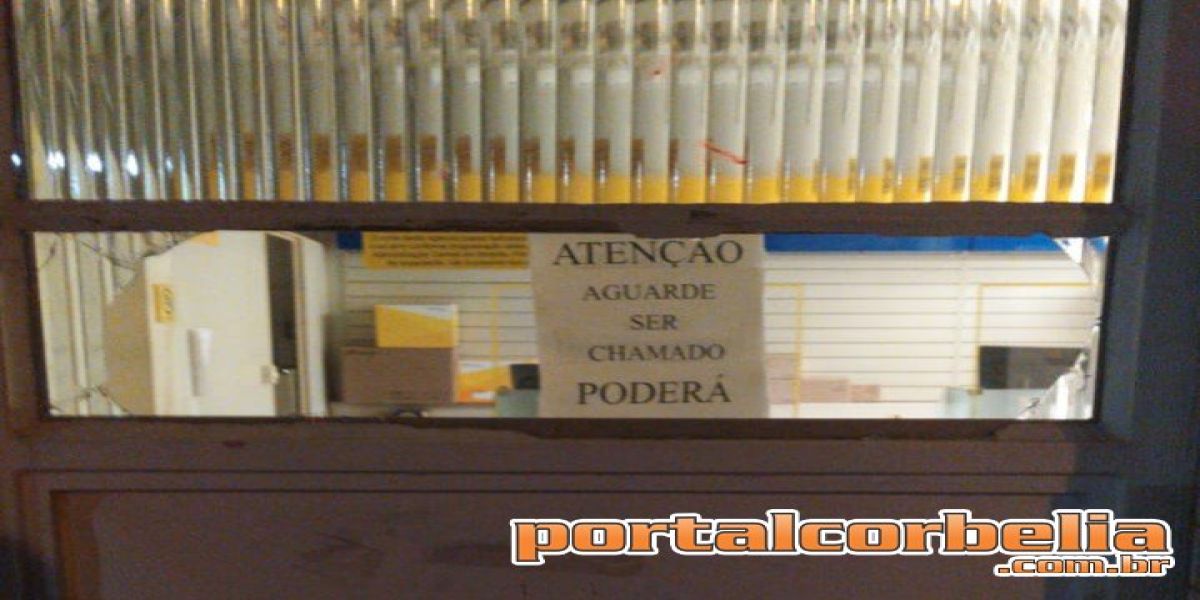 ATENÇÃO
AGUARDE
SER
CHAMADO
PODERÁ
portalcorbelia
.com.br